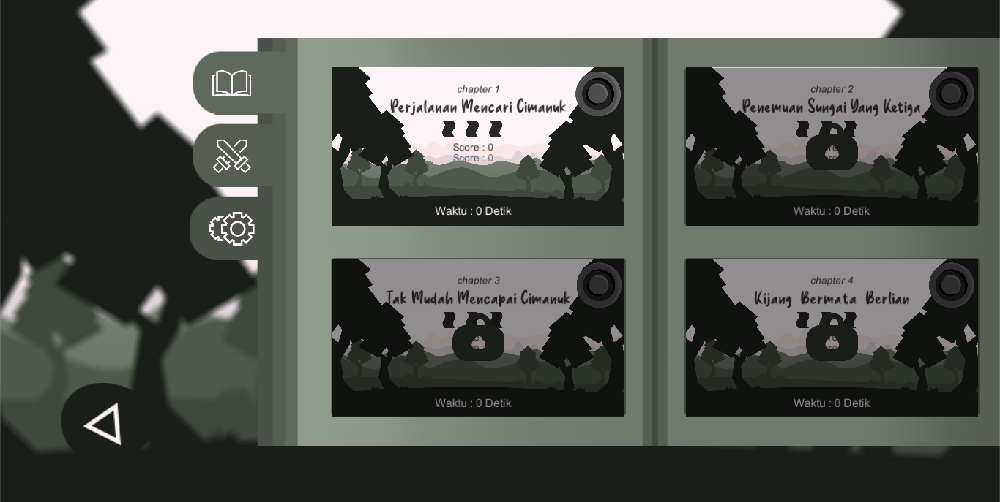 chapter 1
Perjalanan Mencari Cimanuk
Score : 0
Score : 0
Waktu : 0 Detik
chapter 2
Penemuan Sungai Yang Ketiga
Waktu : 0 Detik
chapter 3
Tak Mudah Mencapai Cimanuk
Waktu : 0 Detik
chapter 4
Kijang Bermata Berlian
Waktu : 0 Detik